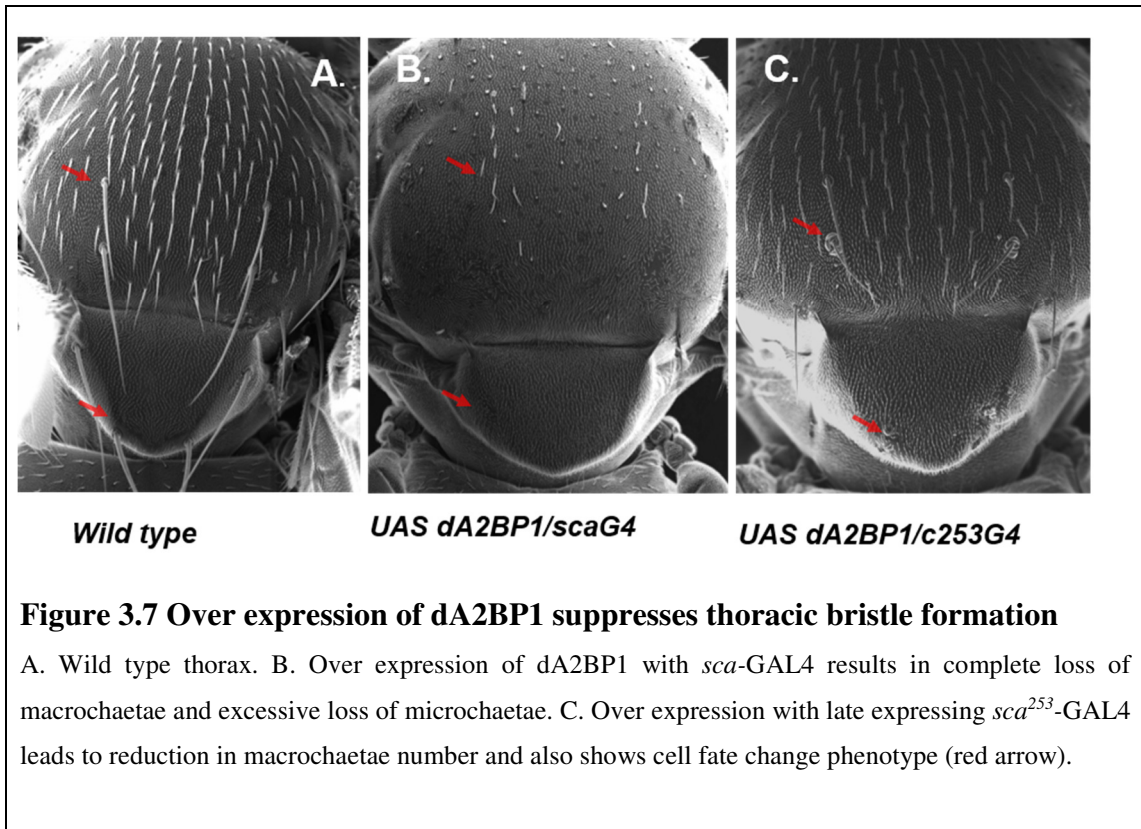 A.
B.
C.
Wild type
UAS dA2BP1/scaG4
UAS dA2BP1/c253G4
Figure 3.7 Over expression of dA2BP1 suppresses thoracic bristle formation
A. Wild type thorax. B. Over expression of dA2BP1 with sca-GAL4 results in complete loss of
macrochaetae and excessive loss of microchaetae. C. Over expression with late expressing sca253-GAL4
leads to reduction in macrochaetae number and also shows cell fate change phenotype (red arrow).